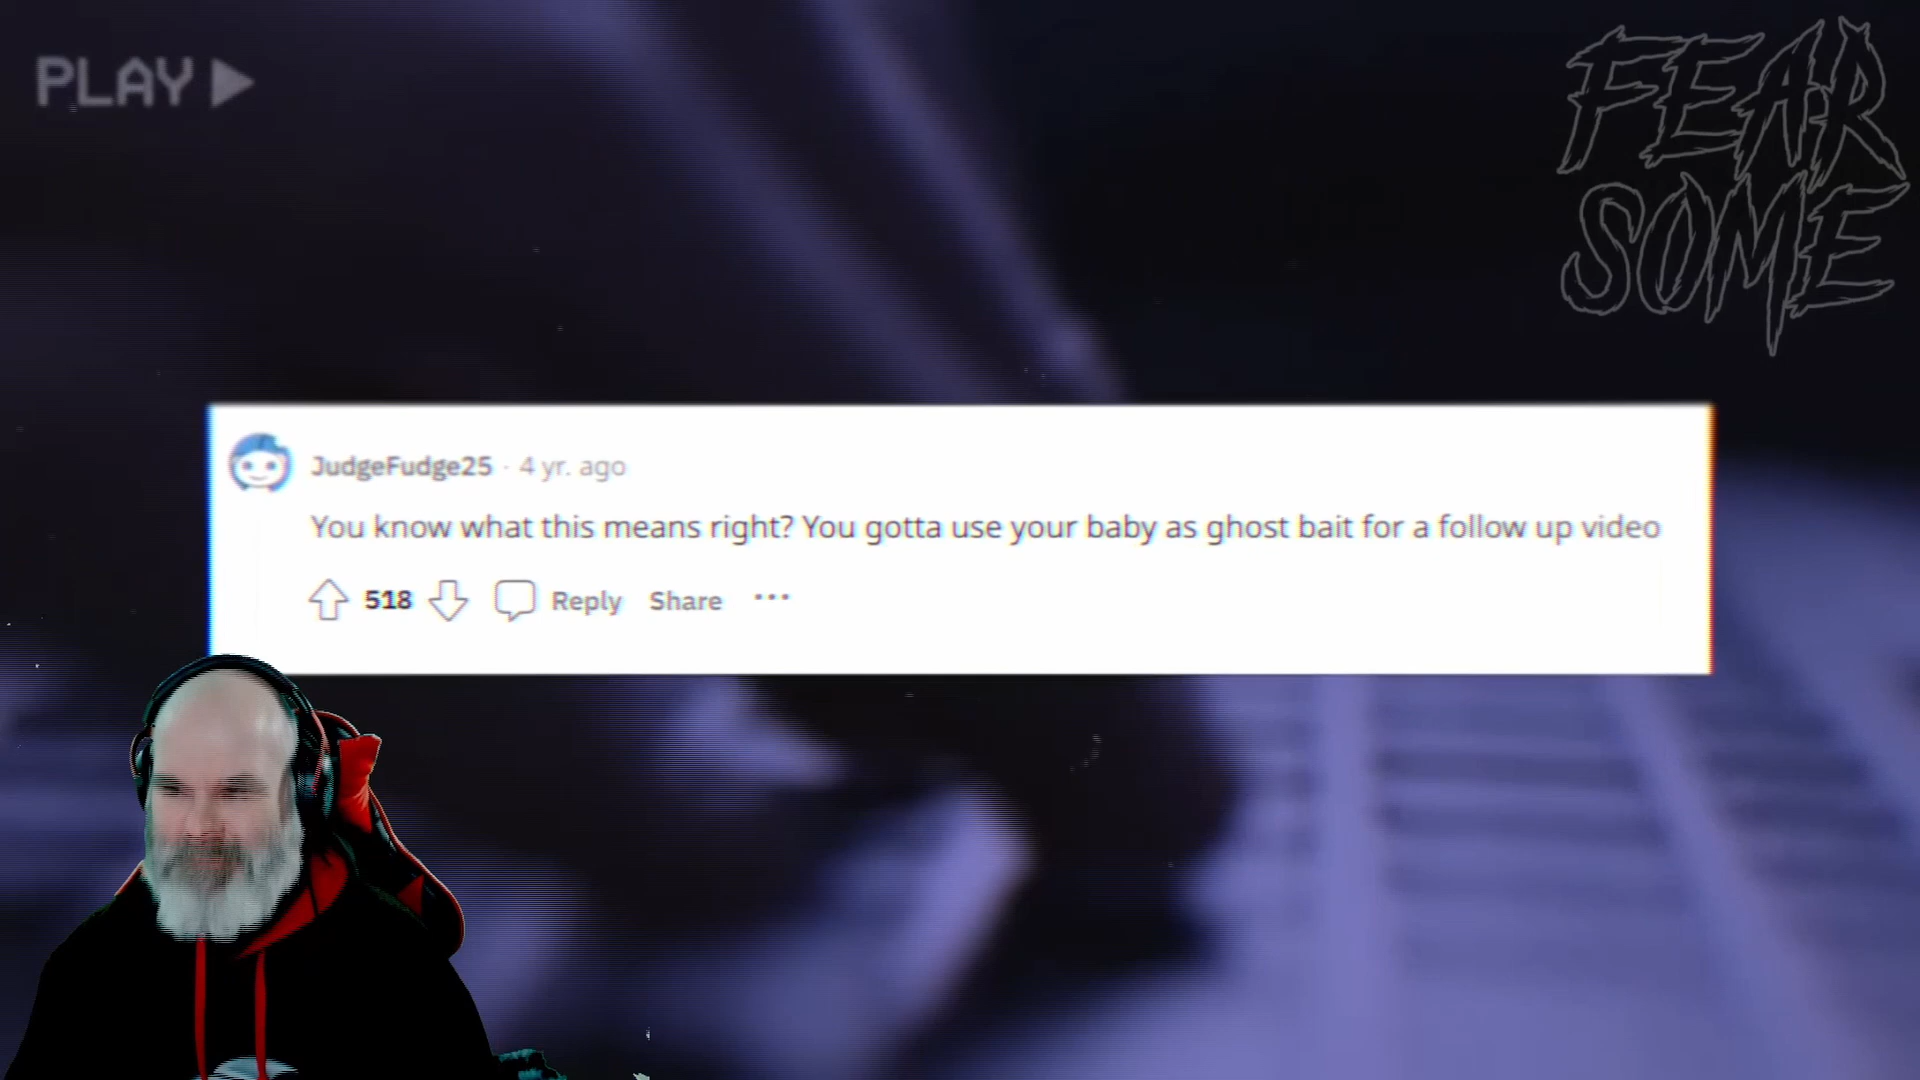 PLAY
FEAR
SOME
JudgeFudge25 · 4 yr. ago
You know what this means right? You gotta use your baby as ghost bait for a follow up video
518 Reply Share ...